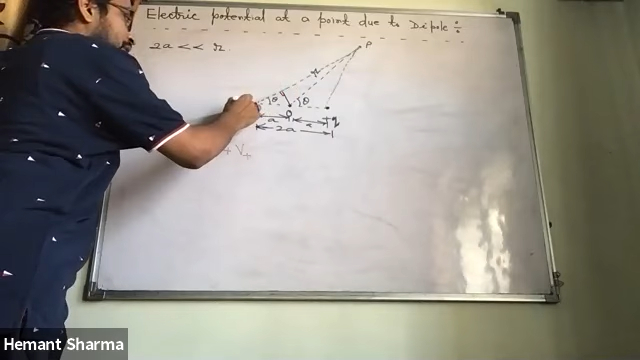 Electric potential at a point due to Dipole :
2a << r.
P
r
θ
θ
O
a
a
+q
2a
+ V+
Hemant Sharma